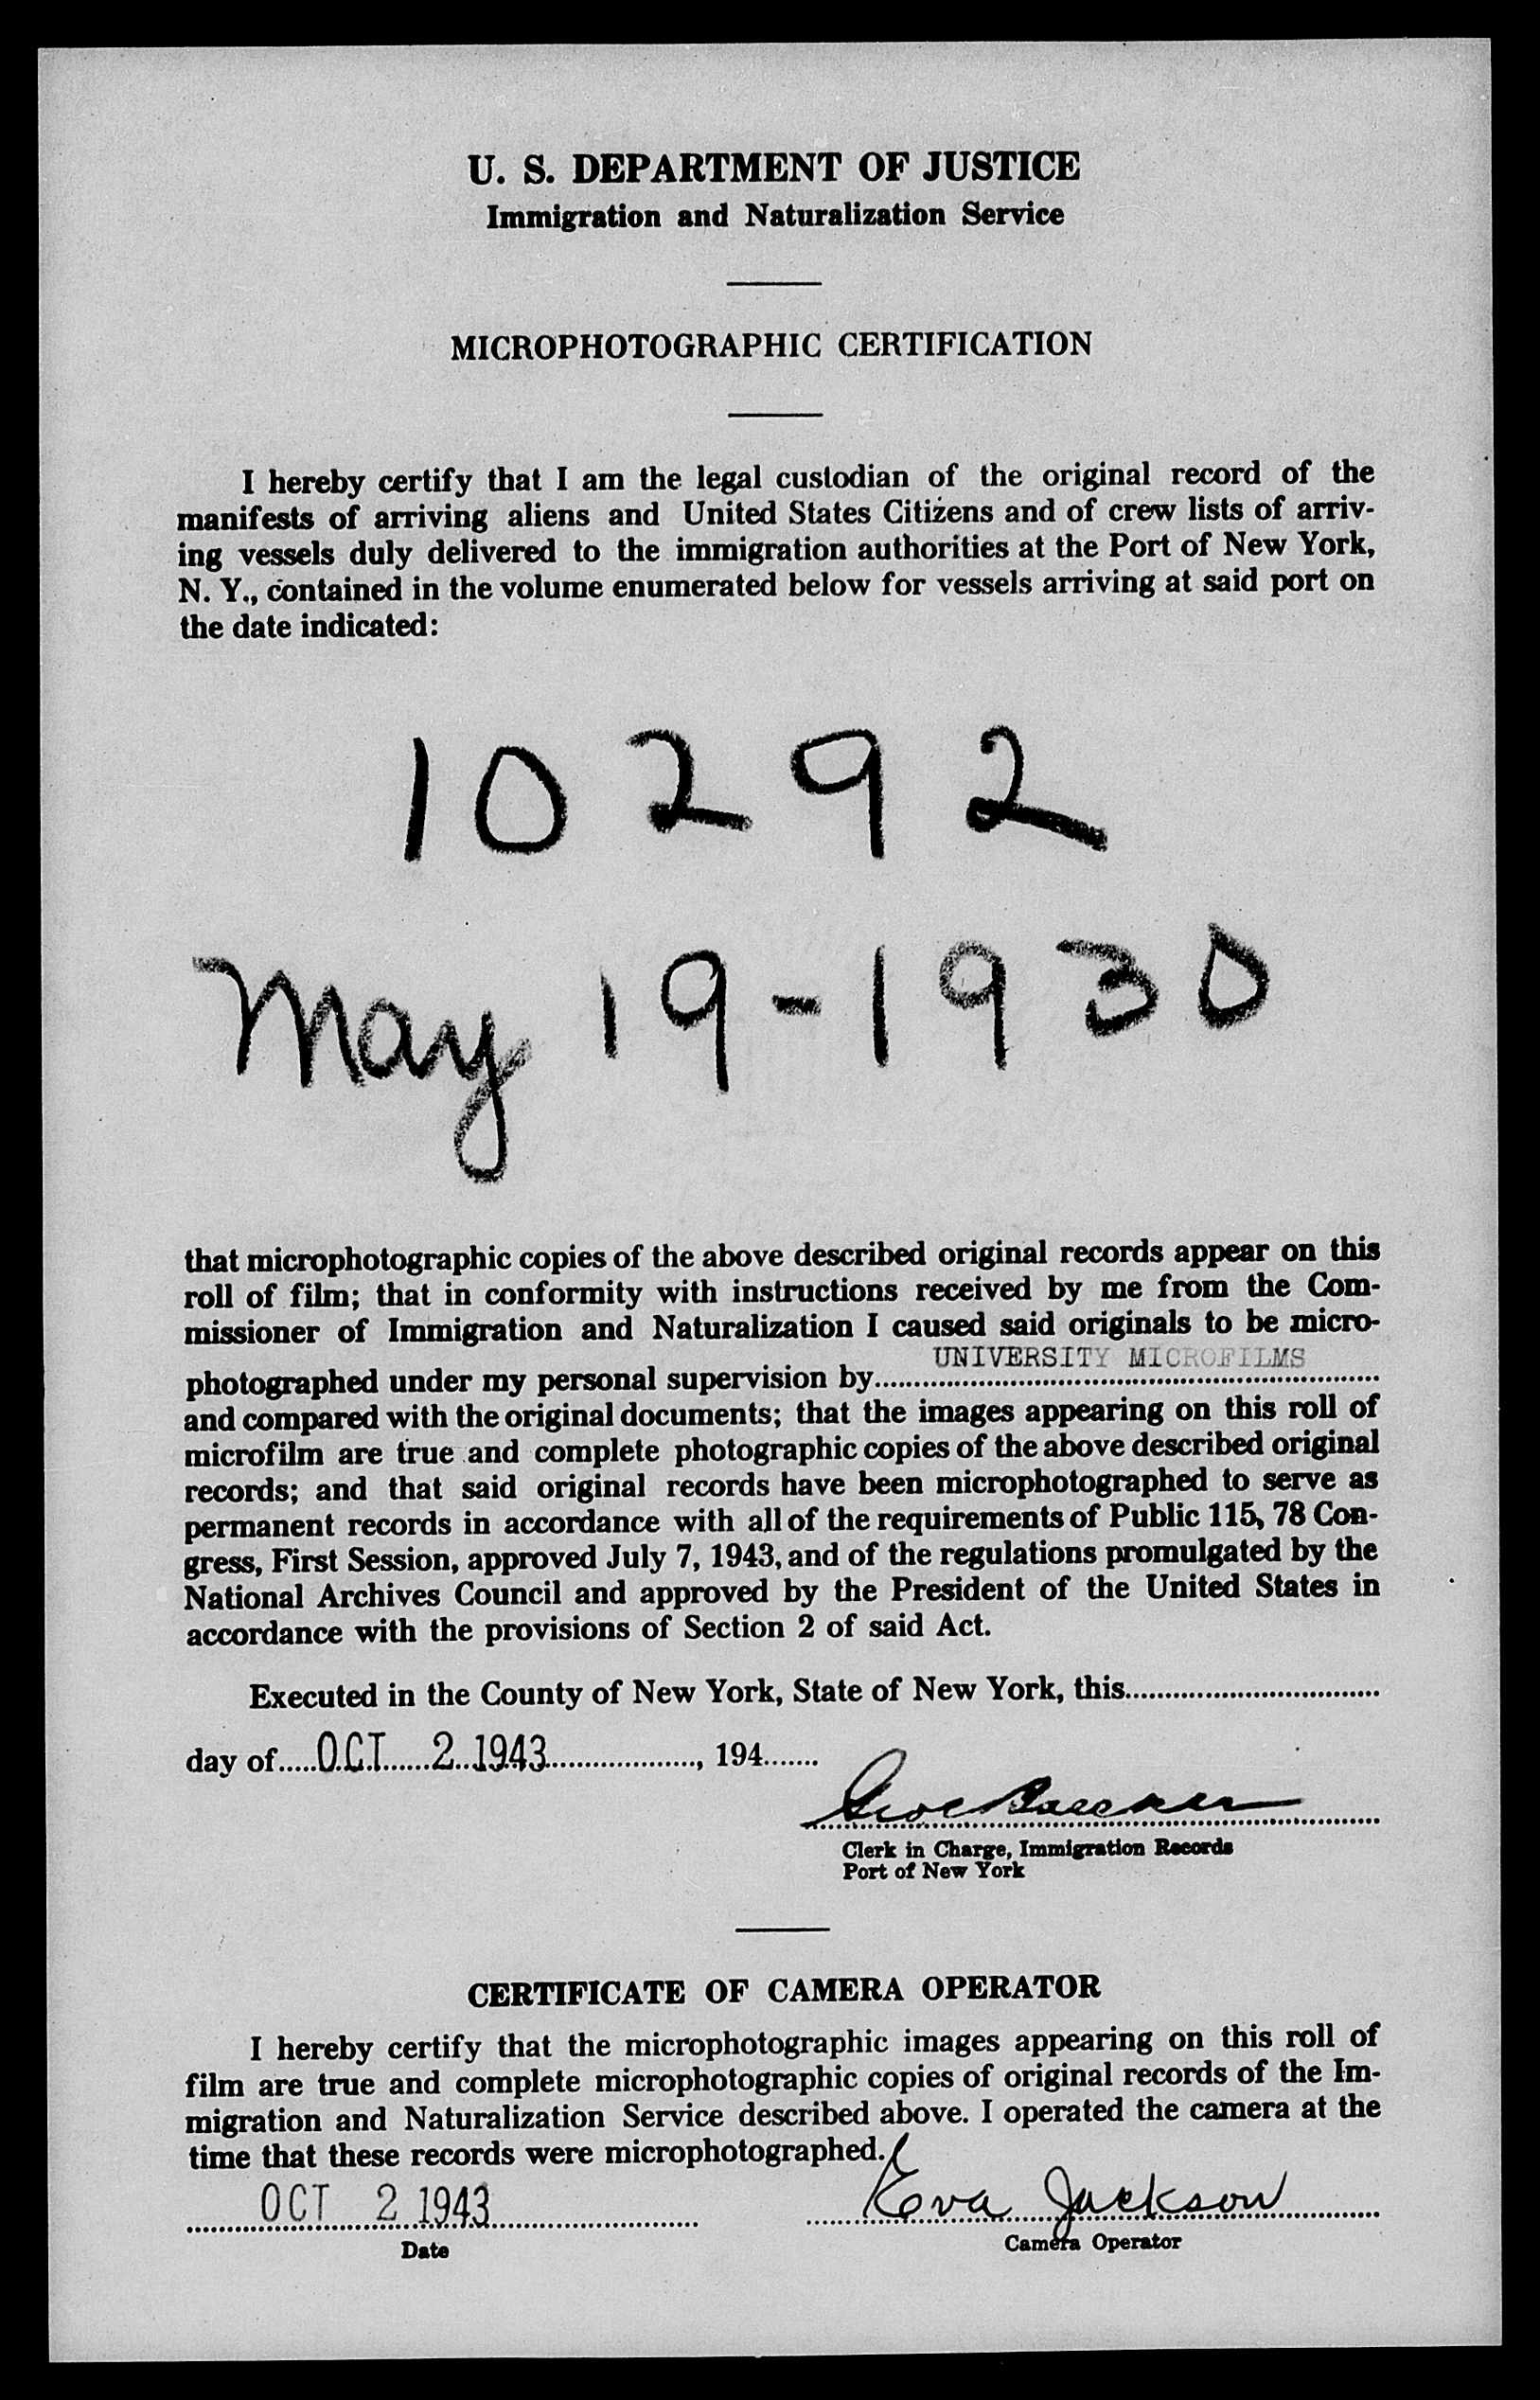 U. S. DEPARTMENT OF JUSTICE
Immigration and Naturalization Service
MICROPHOTOGRAPHIC CERTIFICATION
I hereby certify that I am the legal custodian of the original record of the
manifests of arriving aliens and United States Citizens and of crew lists of arriv-
ing vessels duly delivered to the immigration authorities at the Port of New York,
N. Y., contained in the volume enumerated below for vessels arriving at said port on
the date indicated:
10292
May 19-1930
that microphotographic copies of the above described original records appear on this
roll of film; that in conformity with instructions received by me from the Com-
missioner of Immigration and Naturalization I caused said originals to be micro-
UNIVERSITY MICROFILMS
photographed under my personal supervision by
and compared with the original documents; that the images appearing on this roll of
microfilm are true and complete photographic copies of the above described original
records; and that said original records have been microphotographed to serve as
permanent records in accordance with all of the requirements of Public 115, 78 Con-
gress, First Session, approved July 7, 1943, and of the regulations promulgated by the
National Archives Council and approved by the President of the United States in
accordance with the provisions of Section 2 of said Act.
Executed in the County of New York, State of New York, this
day of OCT 2 1943, 194
Clerk in Charge, Immigration Records
Port of New York
CERTIFICATE OF CAMERA OPERATOR
I hereby certify that the microphotographic images appearing on this roll of
film are true and complete microphotographic copies of original records of the Im-
migration and Naturalization Service described above. I operated the camera at the
time that these records were microphotographed.
OCT 2 1943 Eva Jackson
Date Camera Operator